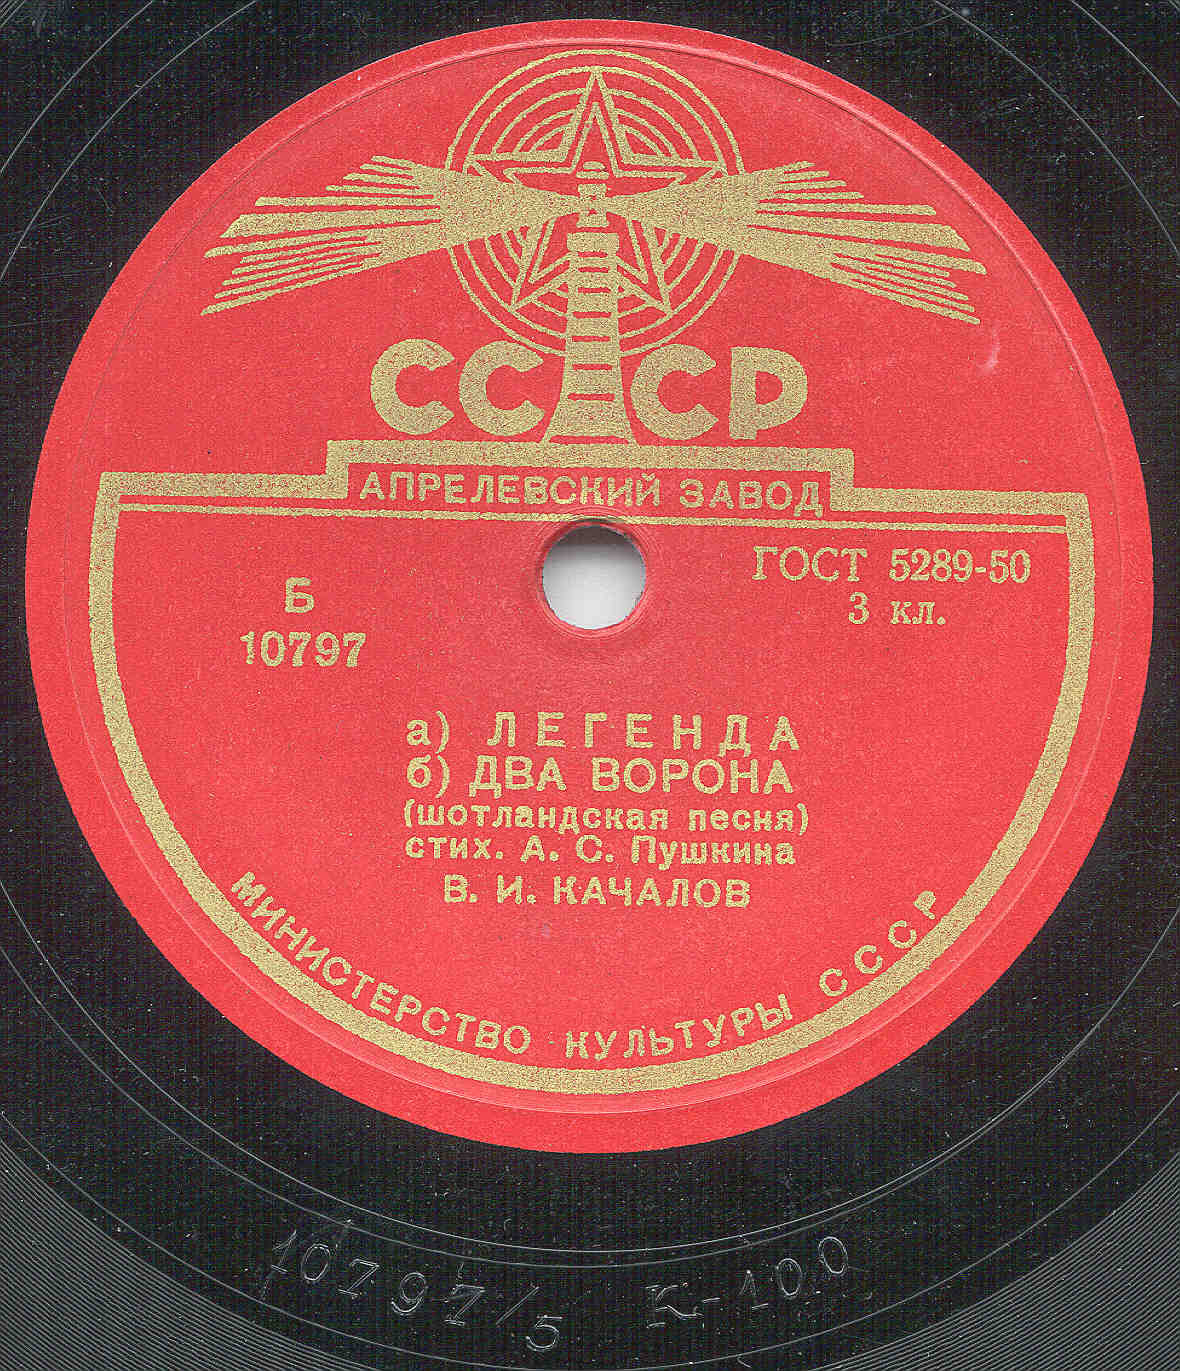 СССР
АПРЕЛЕВСКИЙ ЗАВОД
ГОСТ 5289-50
3 кл.
Б
10797
а) ЛЕГЕНДА
б) ДВА ВОРОНА
(шотландская песня)
стих. А. С. Пушкина
В. И. КАЧАЛОВ
МИНИСТЕРСТВО КУЛЬТУРЫ СССР
10797/5 К-100